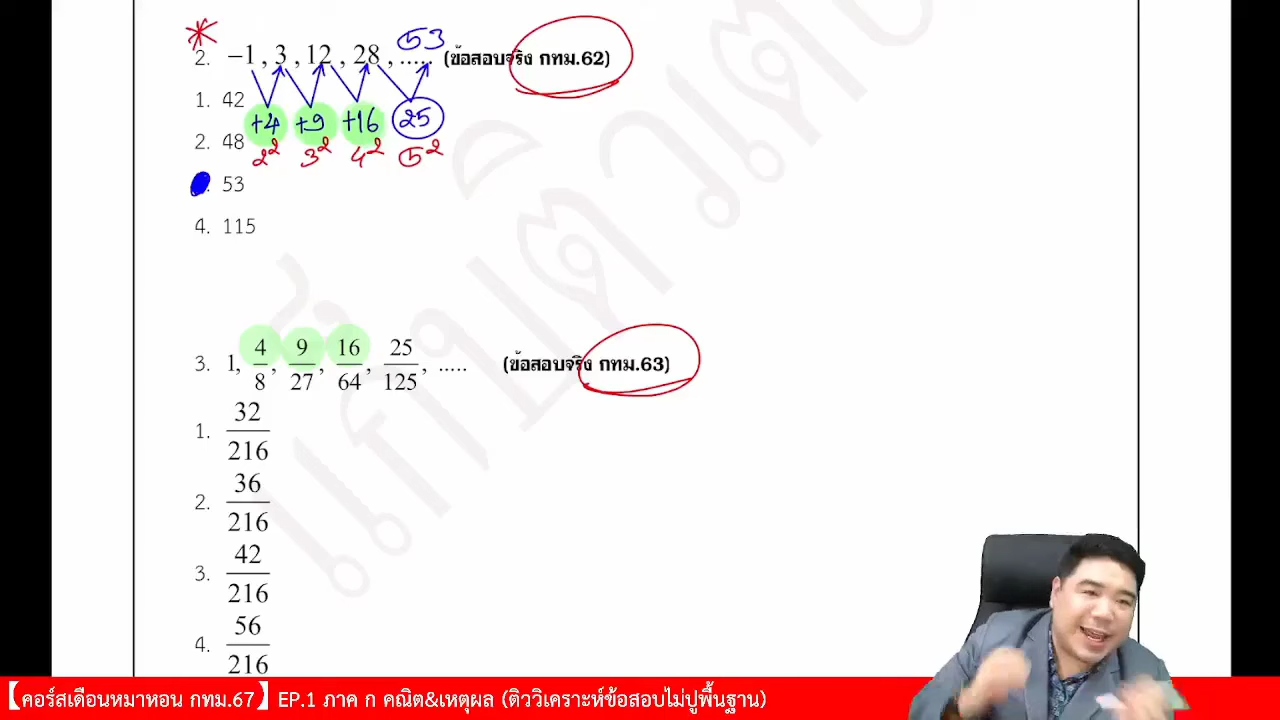 53
2. −1 , 3 , 12 , 28 , ..... (ข้อสอบจริง กทม.62)
1. 42
+4 +9 +16 25
2. 48
2² 3² 4² 5²
53
4. 115
3. 1, 4/8, 9/27, 16/64, 25/125, ..... (ข้อสอบจริง กทม.63)
1. 32/216
2. 36/216
3. 42/216
4. 56/216
【คอร์สเดือนหมาหอน กทม.67】 EP.1 ภาค ก คณิต&เหตุผล (ติววิเคราะห์ข้อสอบไม่ปูพื้นฐาน)